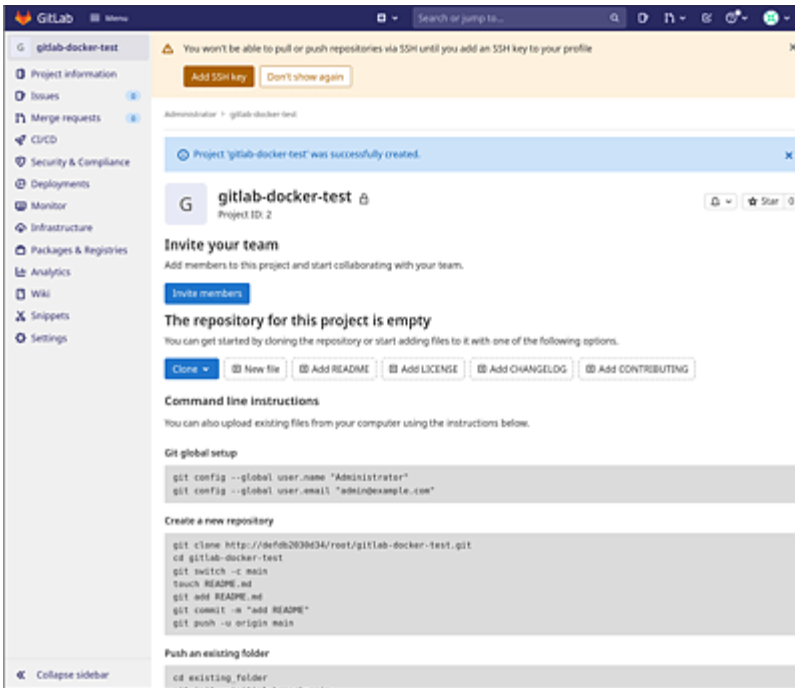 GitLab Menu Search or jump to...
G gitlab-docker-test
Project information
Issues 0
Merge requests 0
CI/CD
Security & Compliance
Deployments
Monitor
Infrastructure
Packages & Registries
Analytics
Wiki
Snippets
Settings
Collapse sidebar
You won't be able to pull or push repositories via SSH until you add an SSH key to your profile
Add SSH key Don't show again
Administrator > gitlab-docker-test
Project 'gitlab-docker-test' was successfully created.
G
gitlab-docker-test
Project ID: 2
Star 0
Invite your team
Add members to this project and start collaborating with your team.
Invite members
The repository for this project is empty
You can get started by cloning the repository or start adding files to it with one of the following options.
Clone New file Add README Add LICENSE Add CHANGELOG Add CONTRIBUTING
Command line instructions
You can also upload existing files from your computer using the instructions below.
Git global setup
git config --global user.name "Administrator"
git config --global user.email "admin@example.com"
Create a new repository
git clone http://defdb2030d34/root/gitlab-docker-test.git
cd gitlab-docker-test
git switch -c main
touch README.md
git add README.md
git commit -m "add README"
git push -u origin main
Push an existing folder
cd existing_folder